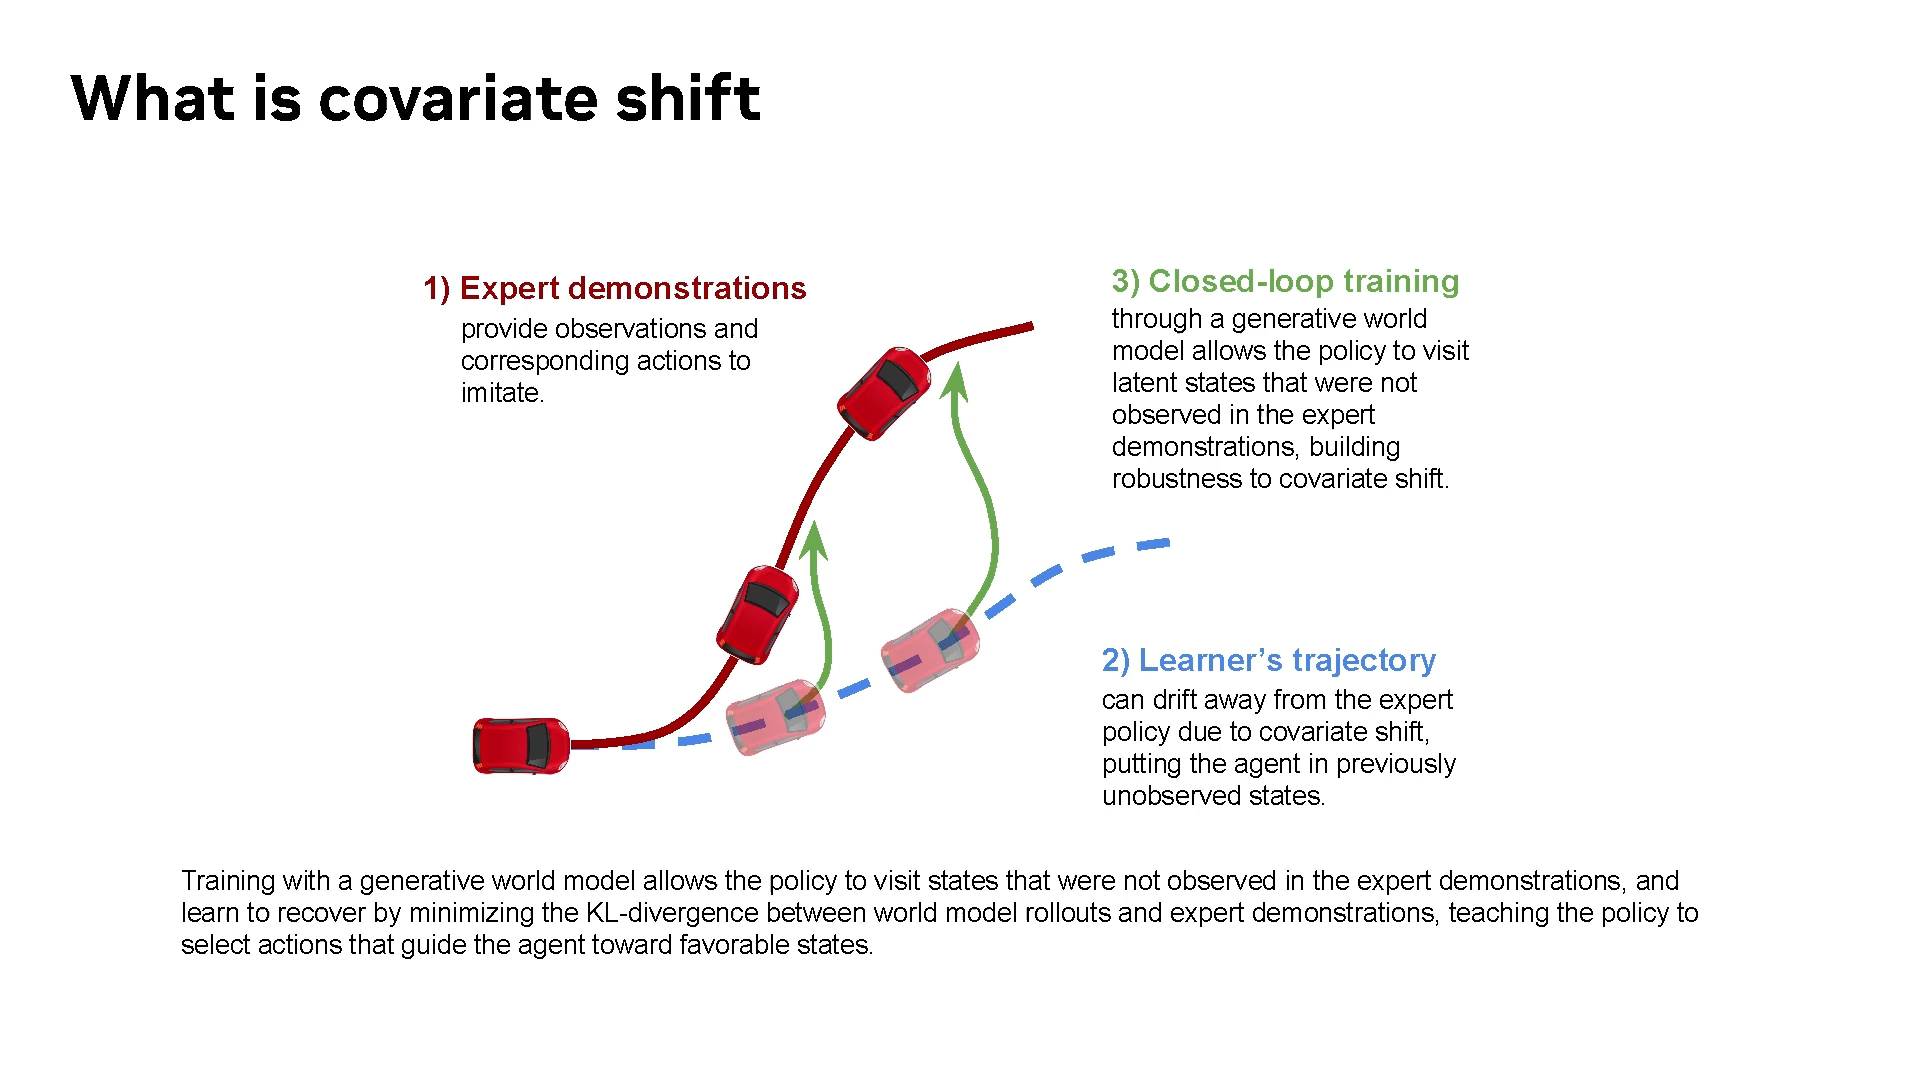 What is covariate shift
1) Expert demonstrations
provide observations and
corresponding actions to
imitate.
3) Closed-loop training
through a generative world
model allows the policy to visit
latent states that were not
observed in the expert
demonstrations, building
robustness to covariate shift.
2) Learner’s trajectory
can drift away from the expert
policy due to covariate shift,
putting the agent in previously
unobserved states.
Training with a generative world model allows the policy to visit states that were not observed in the expert demonstrations, and
learn to recover by minimizing the KL-divergence between world model rollouts and expert demonstrations, teaching the policy to
select actions that guide the agent toward favorable states.